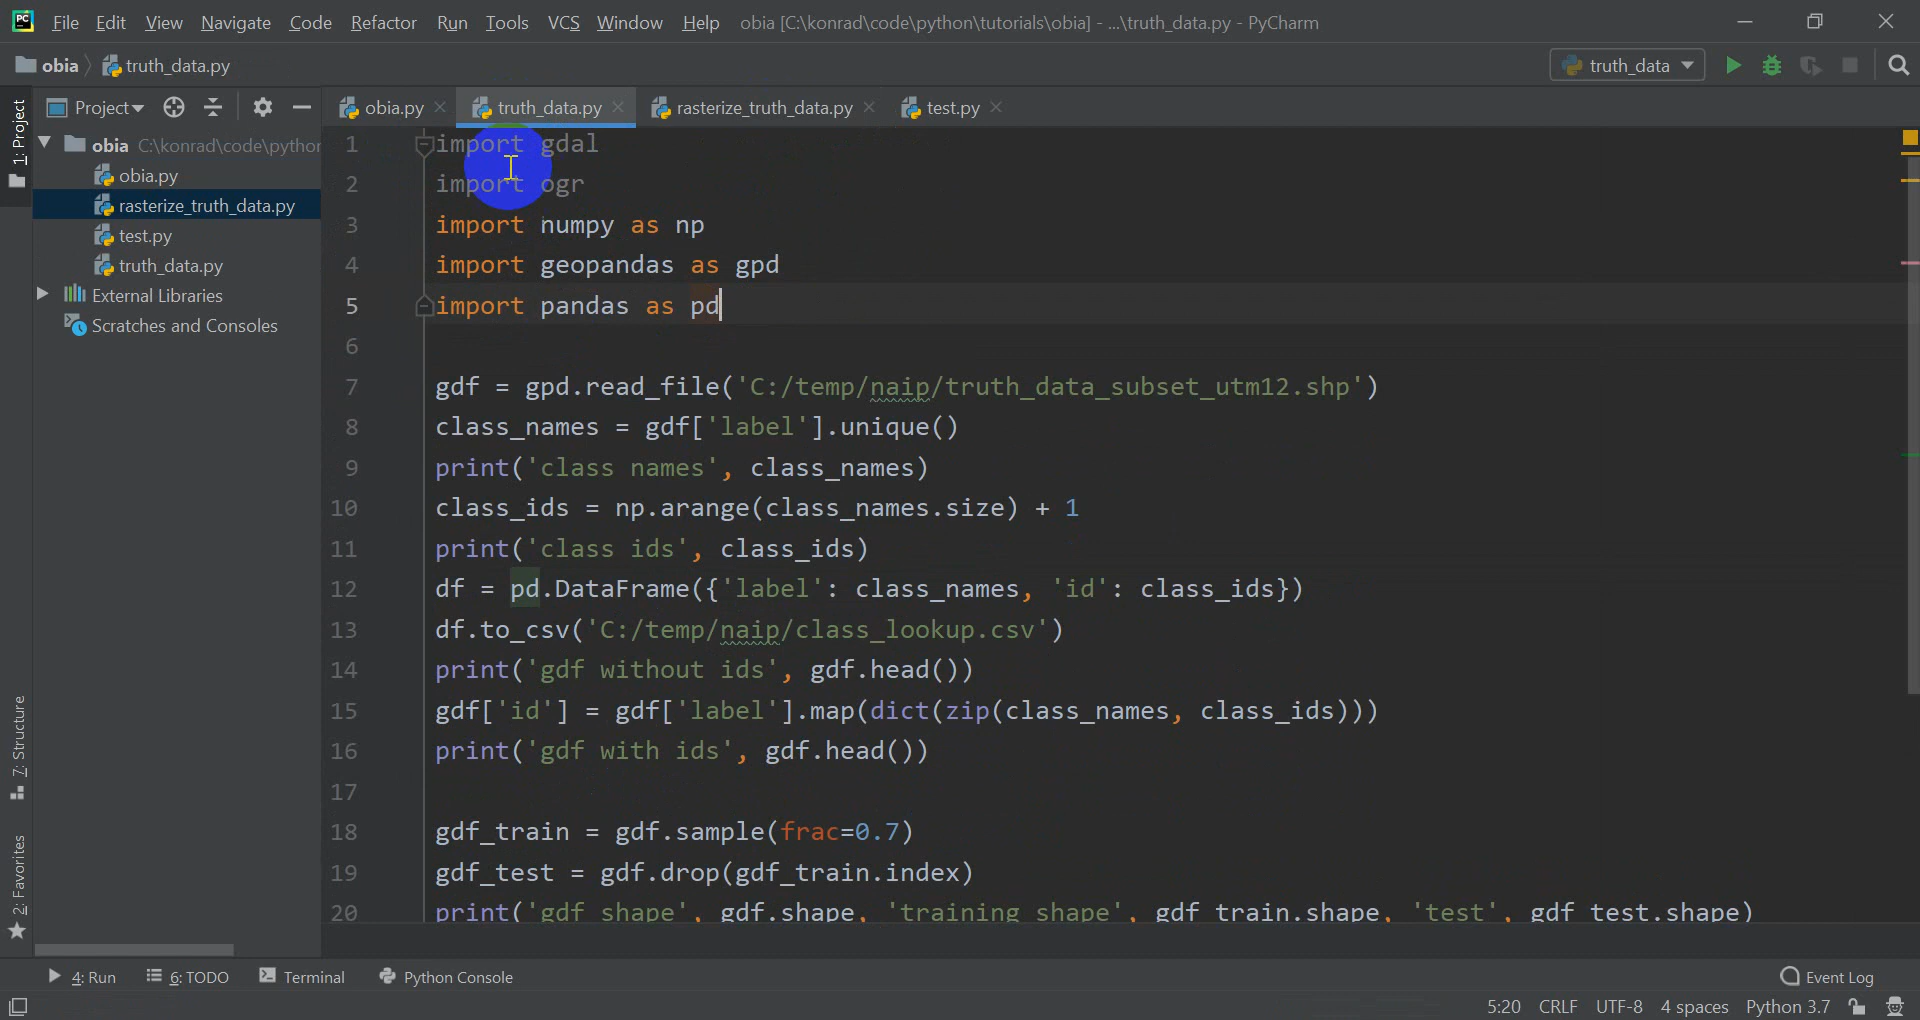 PC File Edit View Navigate Code Refactor Run Tools VCS Window Help obia [C:\konrad\code\python\tutorials\obia] - ...\truth_data.py - PyCharm
obia truth_data.py truth_data
1: Project
Project
obia.py truth_data.py rasterize_truth_data.py test.py
obia C:\konrad\code\python
obia.py
rasterize_truth_data.py
test.py
truth_data.py
External Libraries
Scratches and Consoles
7: Structure
2: Favorites
1 import gdal
2 import ogr
3 import numpy as np
4 import geopandas as gpd
5 import pandas as pd
6
7 gdf = gpd.read_file('C:/temp/naip/truth_data_subset_utm12.shp')
8 class_names = gdf['label'].unique()
9 print('class names', class_names)
10 class_ids = np.arange(class_names.size) + 1
11 print('class ids', class_ids)
12 df = pd.DataFrame({'label': class_names, 'id': class_ids})
13 df.to_csv('C:/temp/naip/class_lookup.csv')
14 print('gdf without ids', gdf.head())
15 gdf['id'] = gdf['label'].map(dict(zip(class_names, class_ids)))
16 print('gdf with ids', gdf.head())
17
18 gdf_train = gdf.sample(frac=0.7)
19 gdf_test = gdf.drop(gdf_train.index)
20 print('gdf shape', gdf.shape, 'training shape', gdf_train.shape, 'test', gdf_test.shape)
4: Run 6: TODO Terminal Python Console Event Log
5:20 CRLF UTF-8 4 spaces Python 3.7